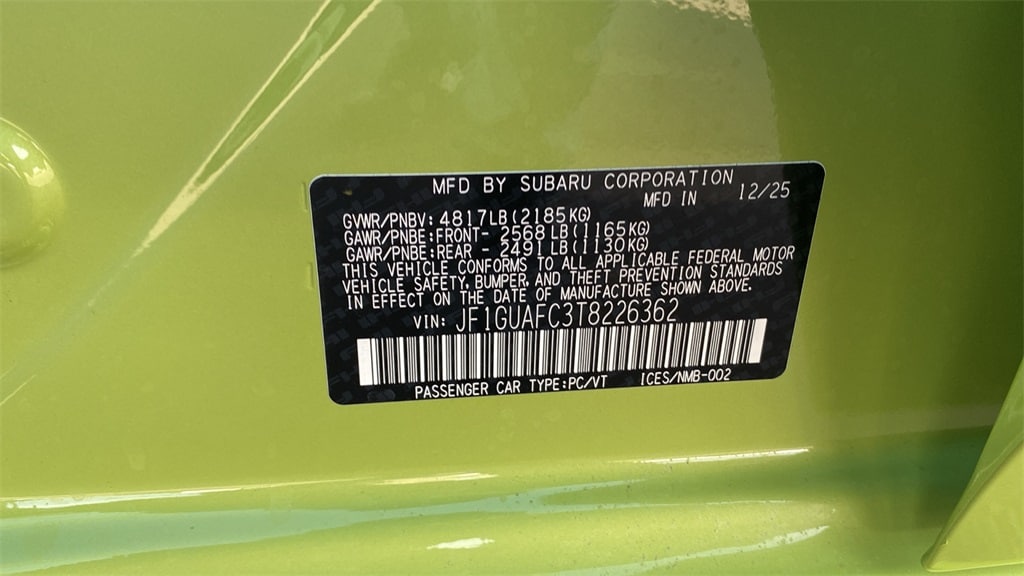 MFD BY SUBARU CORPORATION
MFD IN 12/25
GVWR/PNBV: 4817LB(2185KG)
GAWR/PNBE:FRONT- 2568LB(1165KG)
GAWR/PNBE:REAR - 2491LB(1130KG)
THIS VEHICLE CONFORMS TO ALL APPLICABLE FEDERAL MOTOR
VEHICLE SAFETY, BUMPER, AND THEFT PREVENTION STANDARDS
IN EFFECT ON THE DATE OF MANUFACTURE SHOWN ABOVE.
VIN: JF1GUAFC3T8226362
PASSENGER CAR TYPE:PC/VT ICES/NMB-002